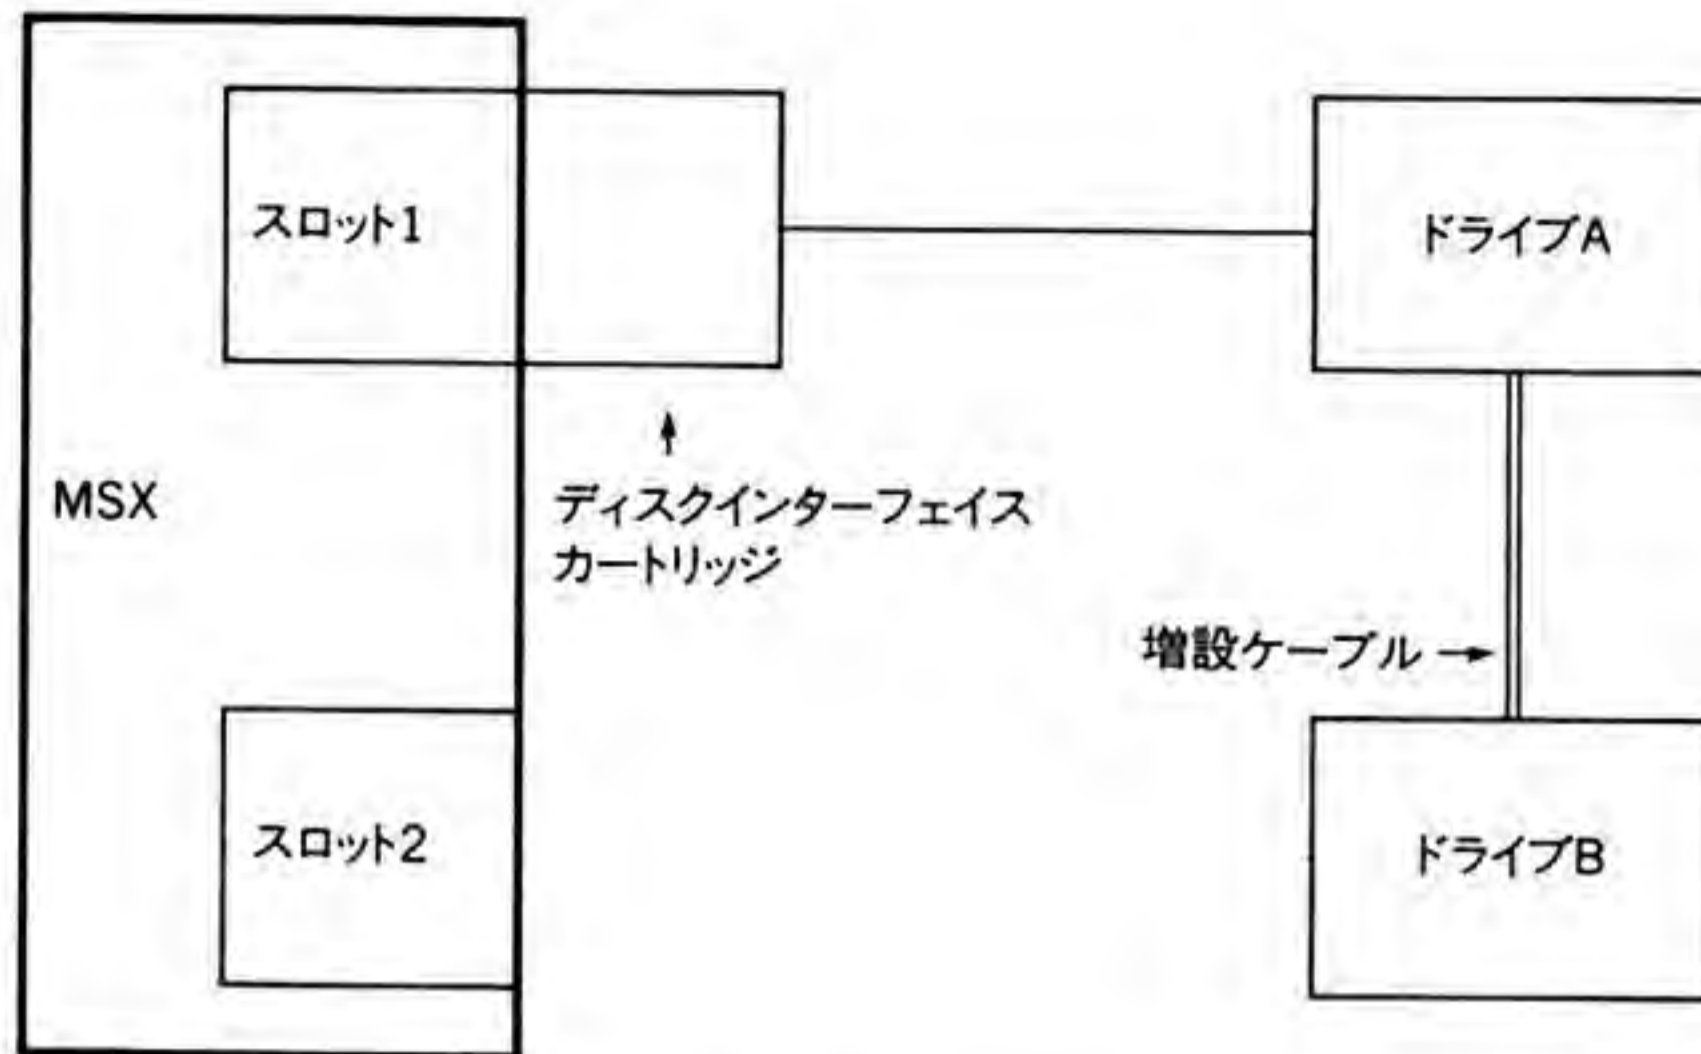 スロット1
ドライブA
MSX
ディスクインターフェイス
カートリッジ
増設ケーブル
スロット2
ドライブB